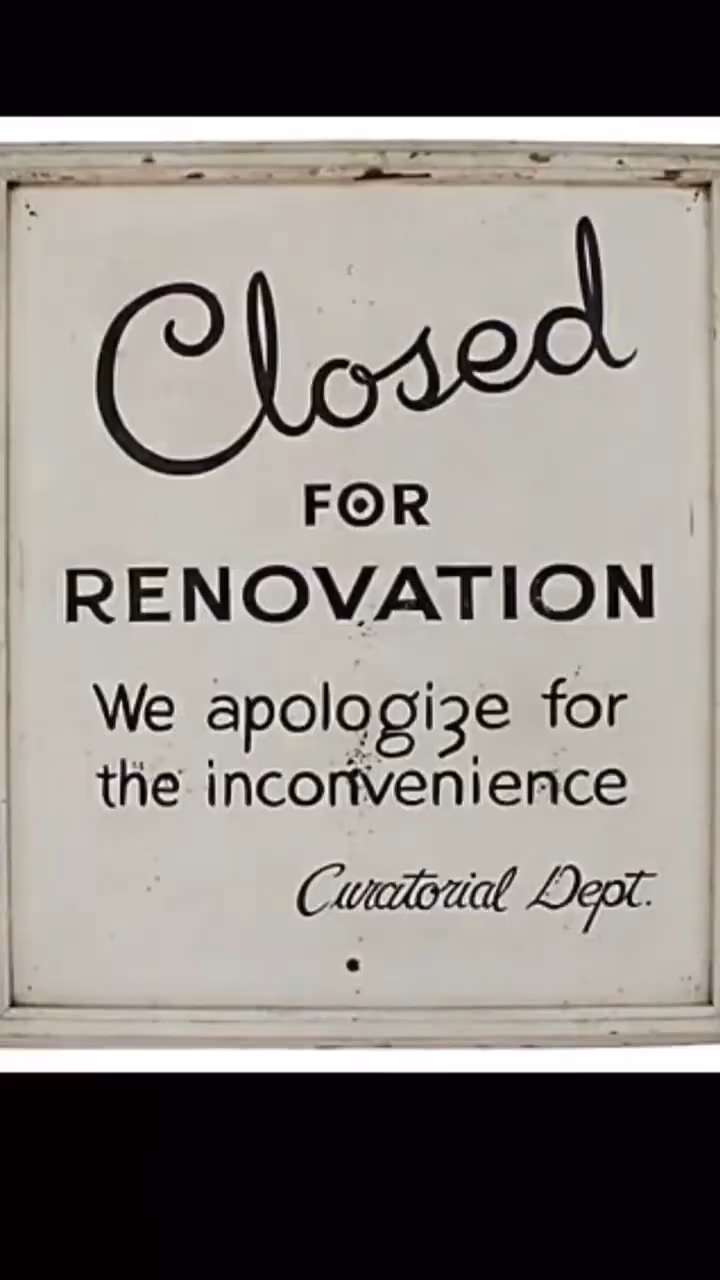 Closed
FOR
RENOVATION
We apologize for
the inconvenience
Curatorial Dept.